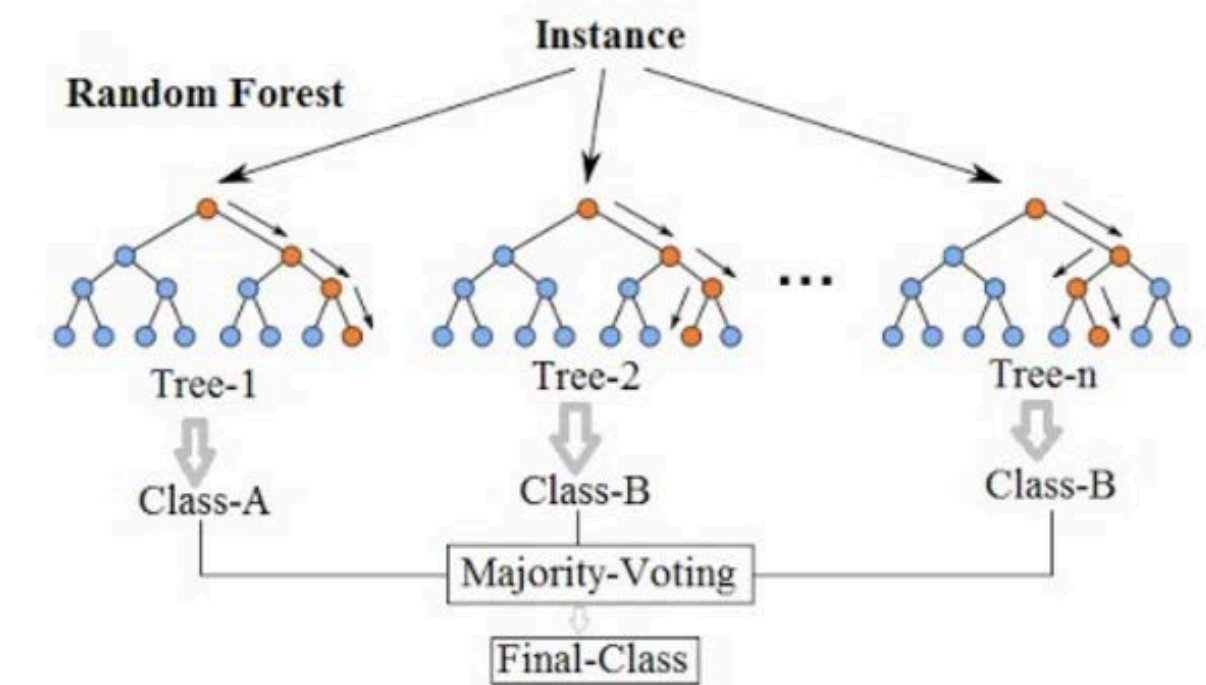 Instance
Random Forest
...
Tree-1
Tree-2
Tree-n
Class-A
Class-B
Class-B
Majority-Voting
Final-Class